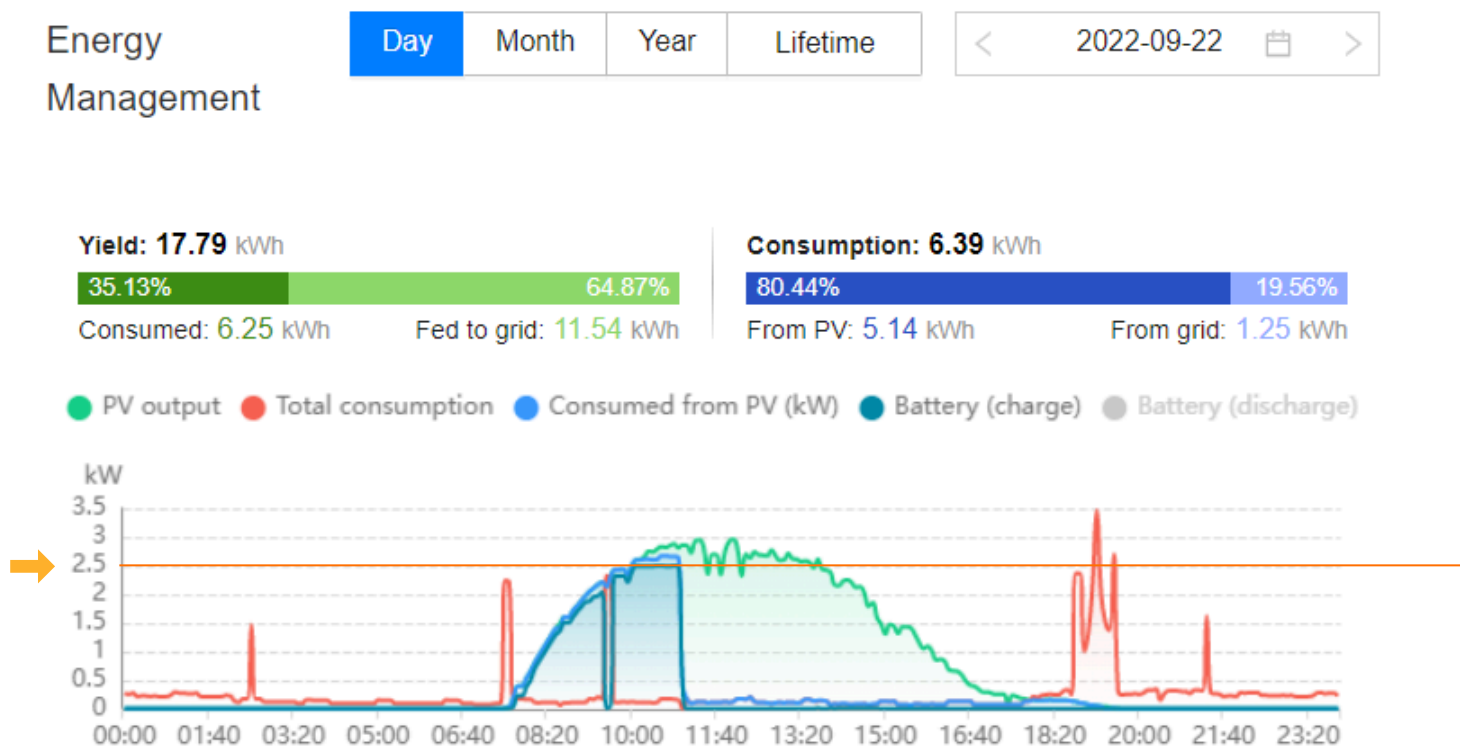 Energy Management
Day Month Year Lifetime < 2022-09-22 >
Yield: 17.79 kWh
35.13% 64.87%
Consumed: 6.25 kWh Fed to grid: 11.54 kWh
Consumption: 6.39 kWh
80.44% 19.56%
From PV: 5.14 kWh From grid: 1.25 kWh
PV output Total consumption Consumed from PV (kW) Battery (charge) Battery (discharge)
kW
3.5
3
2.5
2
1.5
1
0.5
0
00:00 01:40 03:20 05:00 06:40 08:20 10:00 11:40 13:20 15:00 16:40 18:20 20:00 21:40 23:20